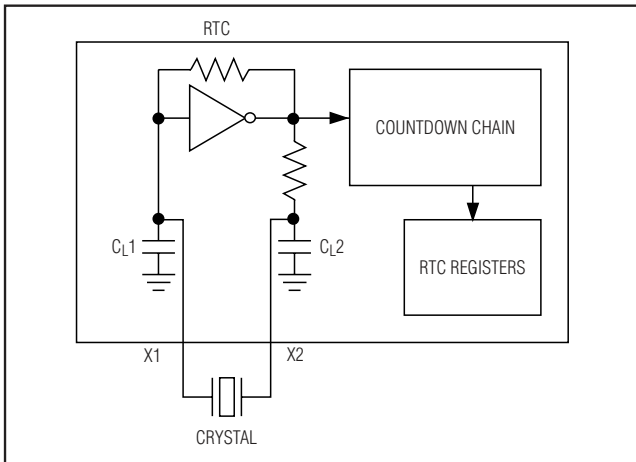 RTC
COUNTDOWN CHAIN
RTC REGISTERS
CL1
CL2
X1
X2
CRYSTAL